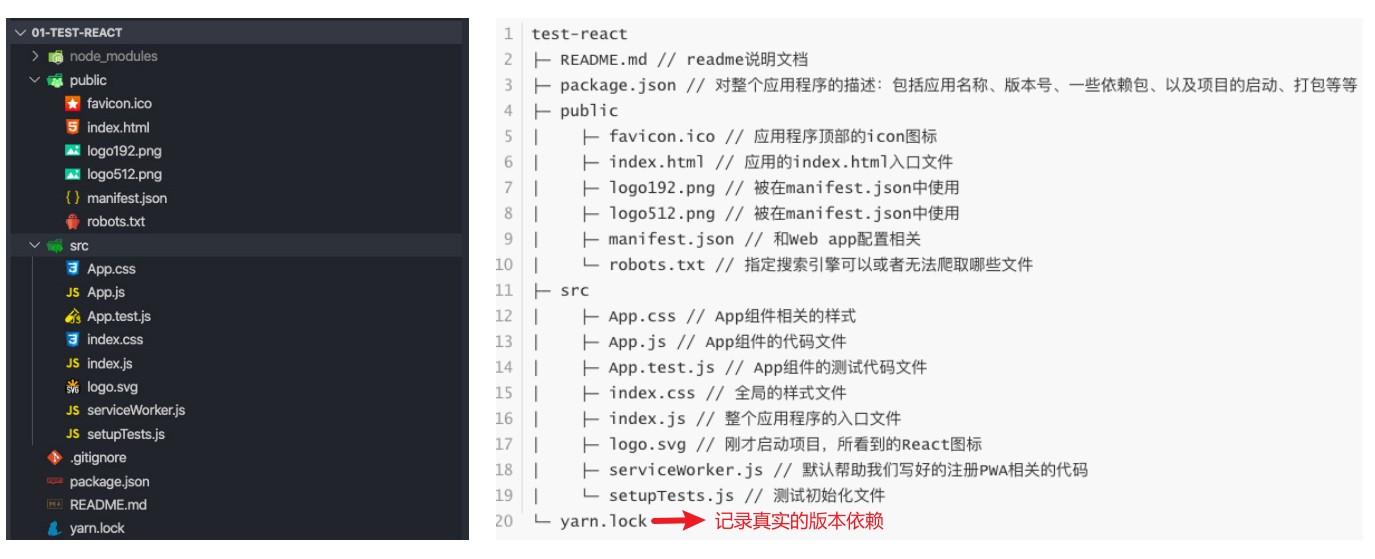 01-TEST-REACT
node_modules
public
favicon.ico
index.html
logo192.png
logo512.png
manifest.json
robots.txt
src
App.css
JS App.js
App.test.js
index.css
JS index.js
logo.svg
JS serviceWorker.js
JS setupTests.js
.gitignore
package.json
README.md
yarn.lock
1 test-react
2 ├─ README.md // readme说明文档
3 ├─ package.json // 对整个应用程序的描述：包括应用名称、版本号、一些依赖包、以及项目的启动、打包等等
4 ├─ public
5 |    ├─ favicon.ico // 应用程序顶部的icon图标
6 |    ├─ index.html // 应用的index.html入口文件
7 |    ├─ logo192.png // 被在manifest.json中使用
8 |    ├─ logo512.png // 被在manifest.json中使用
9 |    ├─ manifest.json // 和Web app配置相关
10 |    └─ robots.txt // 指定搜索引擎可以或者无法爬取哪些文件
11 ├─ src
12 |    ├─ App.css // App组件相关的样式
13 |    ├─ App.js // App组件的代码文件
14 |    ├─ App.test.js // App组件的测试代码文件
15 |    ├─ index.css // 全局的样式文件
16 |    ├─ index.js // 整个应用程序的入口文件
17 |    ├─ logo.svg // 刚才启动项目，所看到的React图标
18 |    ├─ serviceWorker.js // 默认帮助我们写好的注册PWA相关的代码
19 |    └─ setupTests.js // 测试初始化文件
20 └─ yarn.lock 记录真实的版本依赖